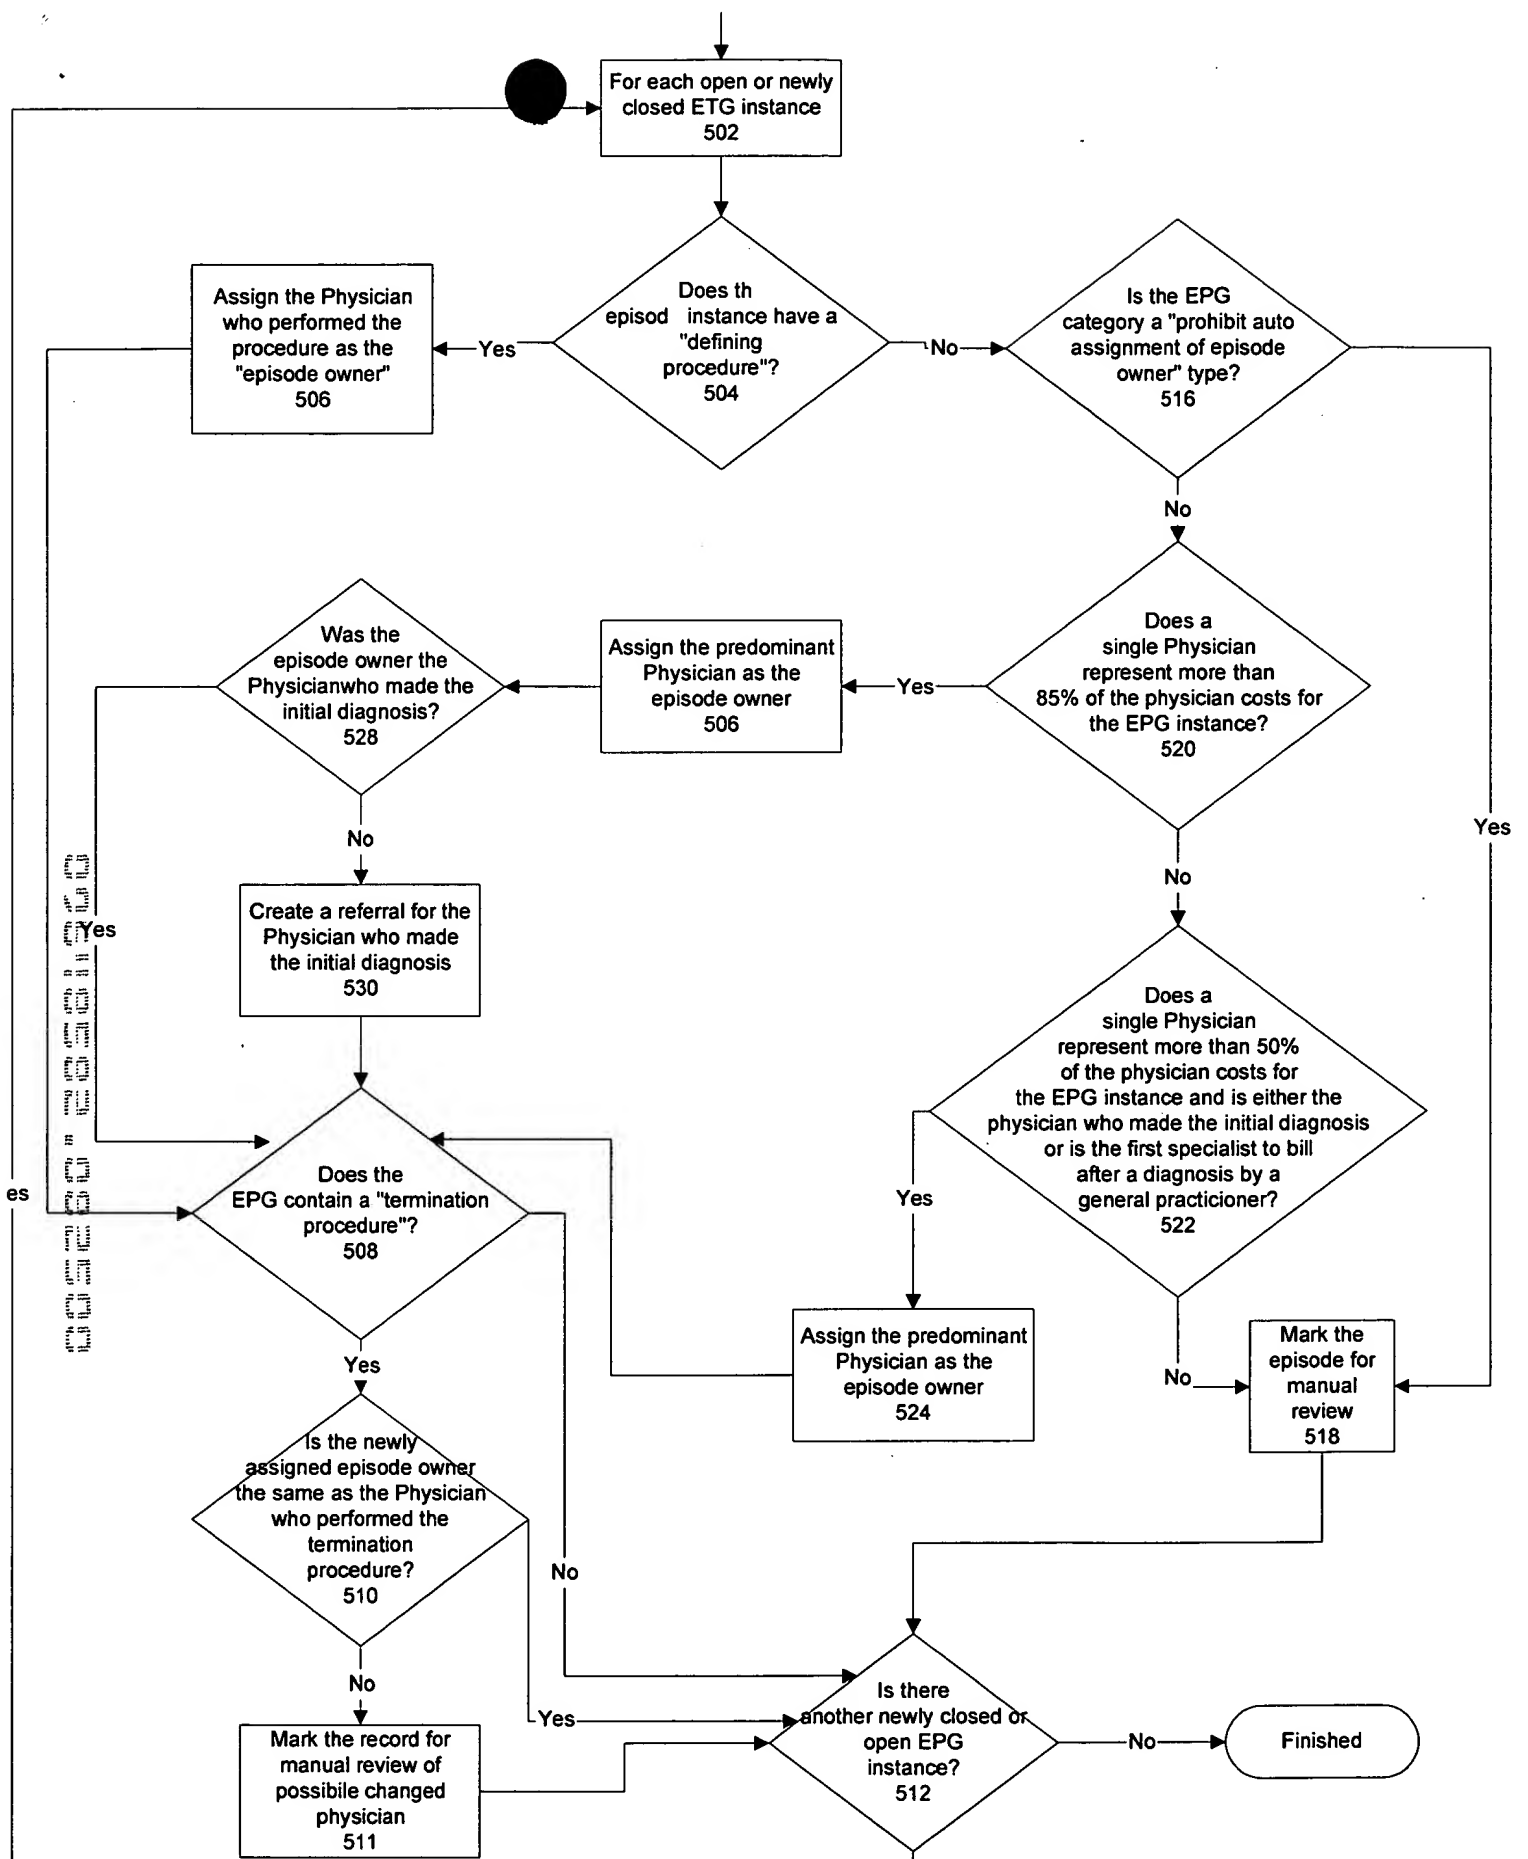 For each open or newly
closed ETG instance
502
Does th
episod instance have a
"defining
procedure"?
504
Yes
Assign the Physician
who performed the
procedure as the
"episode owner"
506
No
Is the EPG
category a "prohibit auto
assignment of episode
owner" type?
516
No
Yes
Does a
single Physician
represent more than
85% of the physician costs for
the EPG instance?
520
Yes
Assign the predominant
Physician as the
episode owner
506
Was the
episode owner the
Physicianwho made the
initial diagnosis?
528
No
Yes
Create a referral for the
Physician who made
the initial diagnosis
530
No
Does a
single Physician
represent more than 50%
of the physician costs for
the EPG instance and is either the
physician who made the initial diagnosis
or is the first specialist to bill
after a diagnosis by a
general practicioner?
522
Yes
Assign the predominant
Physician as the
episode owner
524
No
Mark the
episode for
manual
review
518
Does the
EPG contain a "termination
procedure"?
508
es
Yes
No
Is the newly
assigned episode owner
the same as the Physician
who performed the
termination
procedure?
510
No
Yes
Mark the record for
manual review of
possibile changed
physician
511
Is there
another newly closed or
open EPG
instance?
512
No
Finished